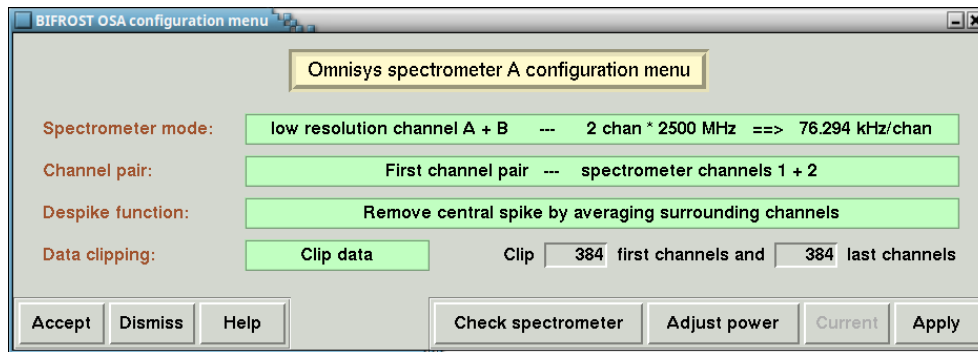 BIFROST OSA configuration menu
Omnisys spectrometer A configuration menu
Spectrometer mode: low resolution channel A + B --- 2 chan * 2500 MHz ==> 76.294 kHz/chan
Channel pair: First channel pair --- spectrometer channels 1 + 2
Despike function: Remove central spike by averaging surrounding channels
Data clipping: Clip data Clip 384 first channels and 384 last channels
Accept Dismiss Help Check spectrometer Adjust power Current Apply